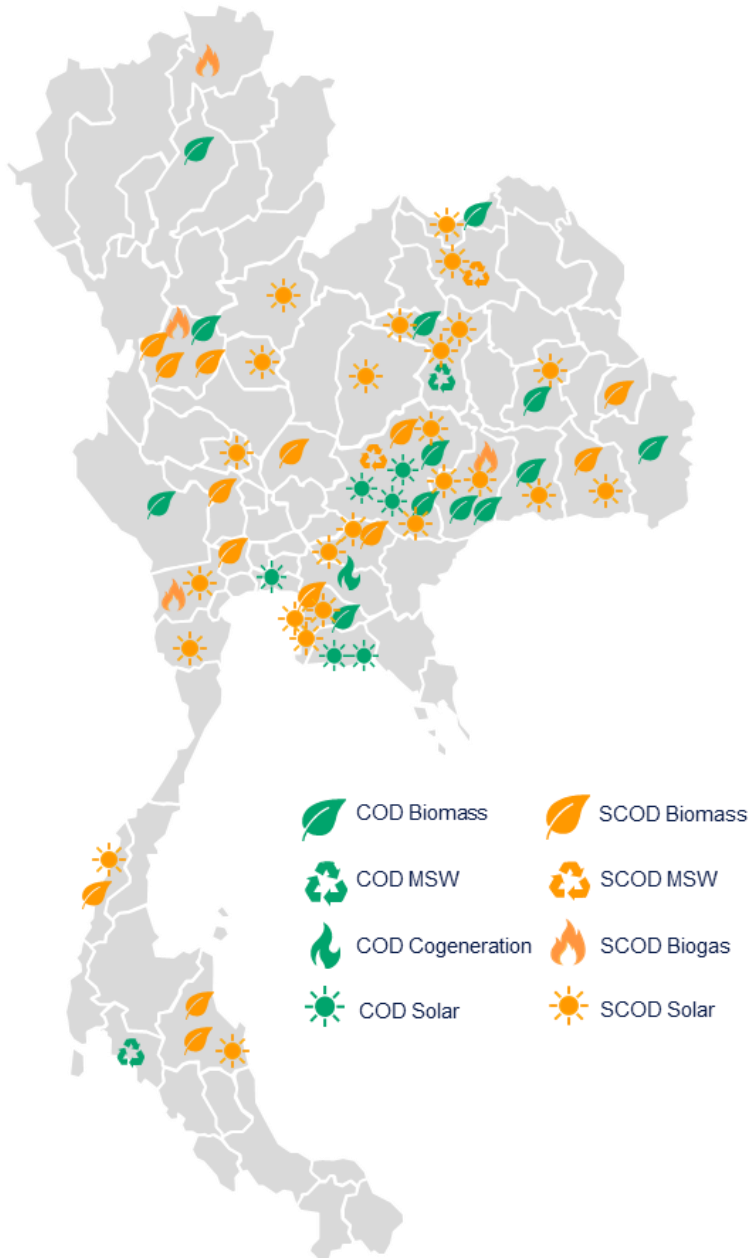 COD Biomass
SCOD Biomass
COD MSW
SCOD MSW
COD Cogeneration
SCOD Biogas
COD Solar
SCOD Solar